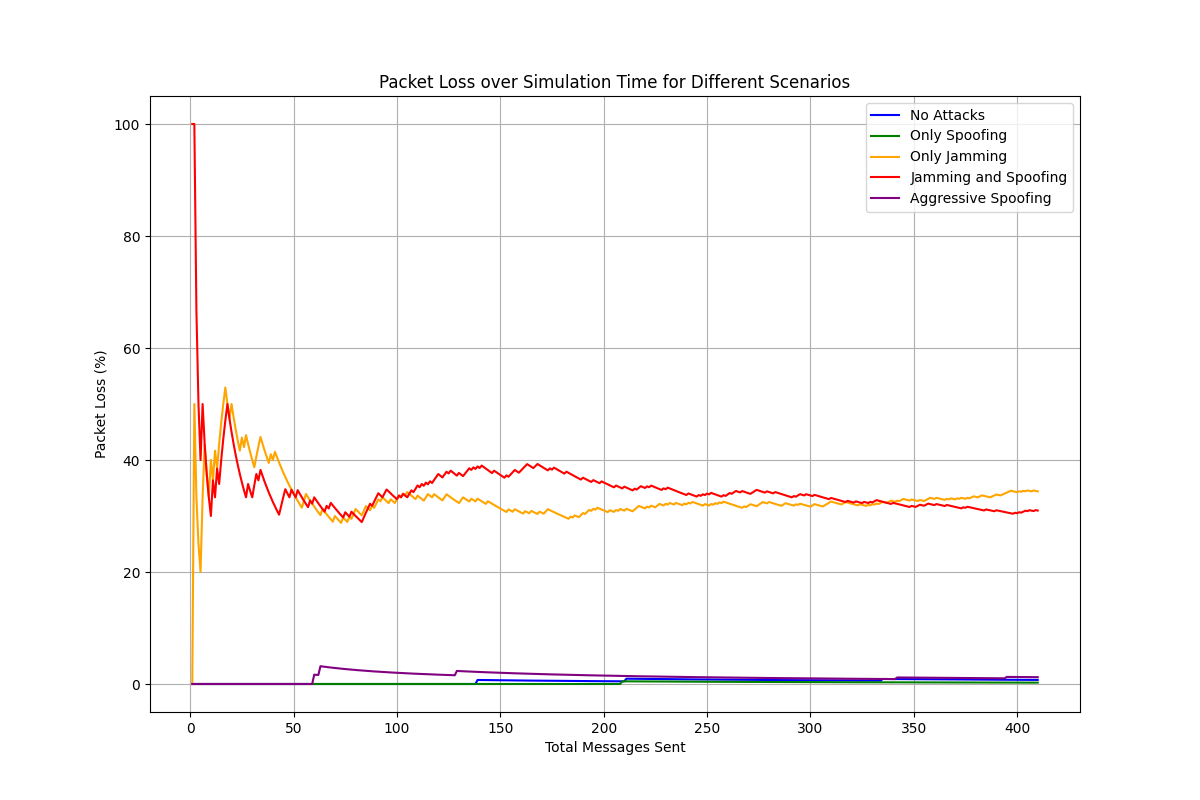 Packet Loss over Simulation Time for Different Scenarios
No Attacks
Only Spoofing
Only Jamming
Jamming and Spoofing
Aggressive Spoofing
100
80
60
40
20
0
Packet Loss (%)
0 50 100 150 200 250 300 350 400
Total Messages Sent